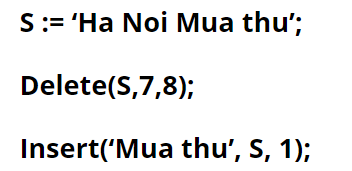 S := ‘Ha Noi Mua thu’;
Delete(S,7,8);
Insert(‘Mua thu’, S, 1);